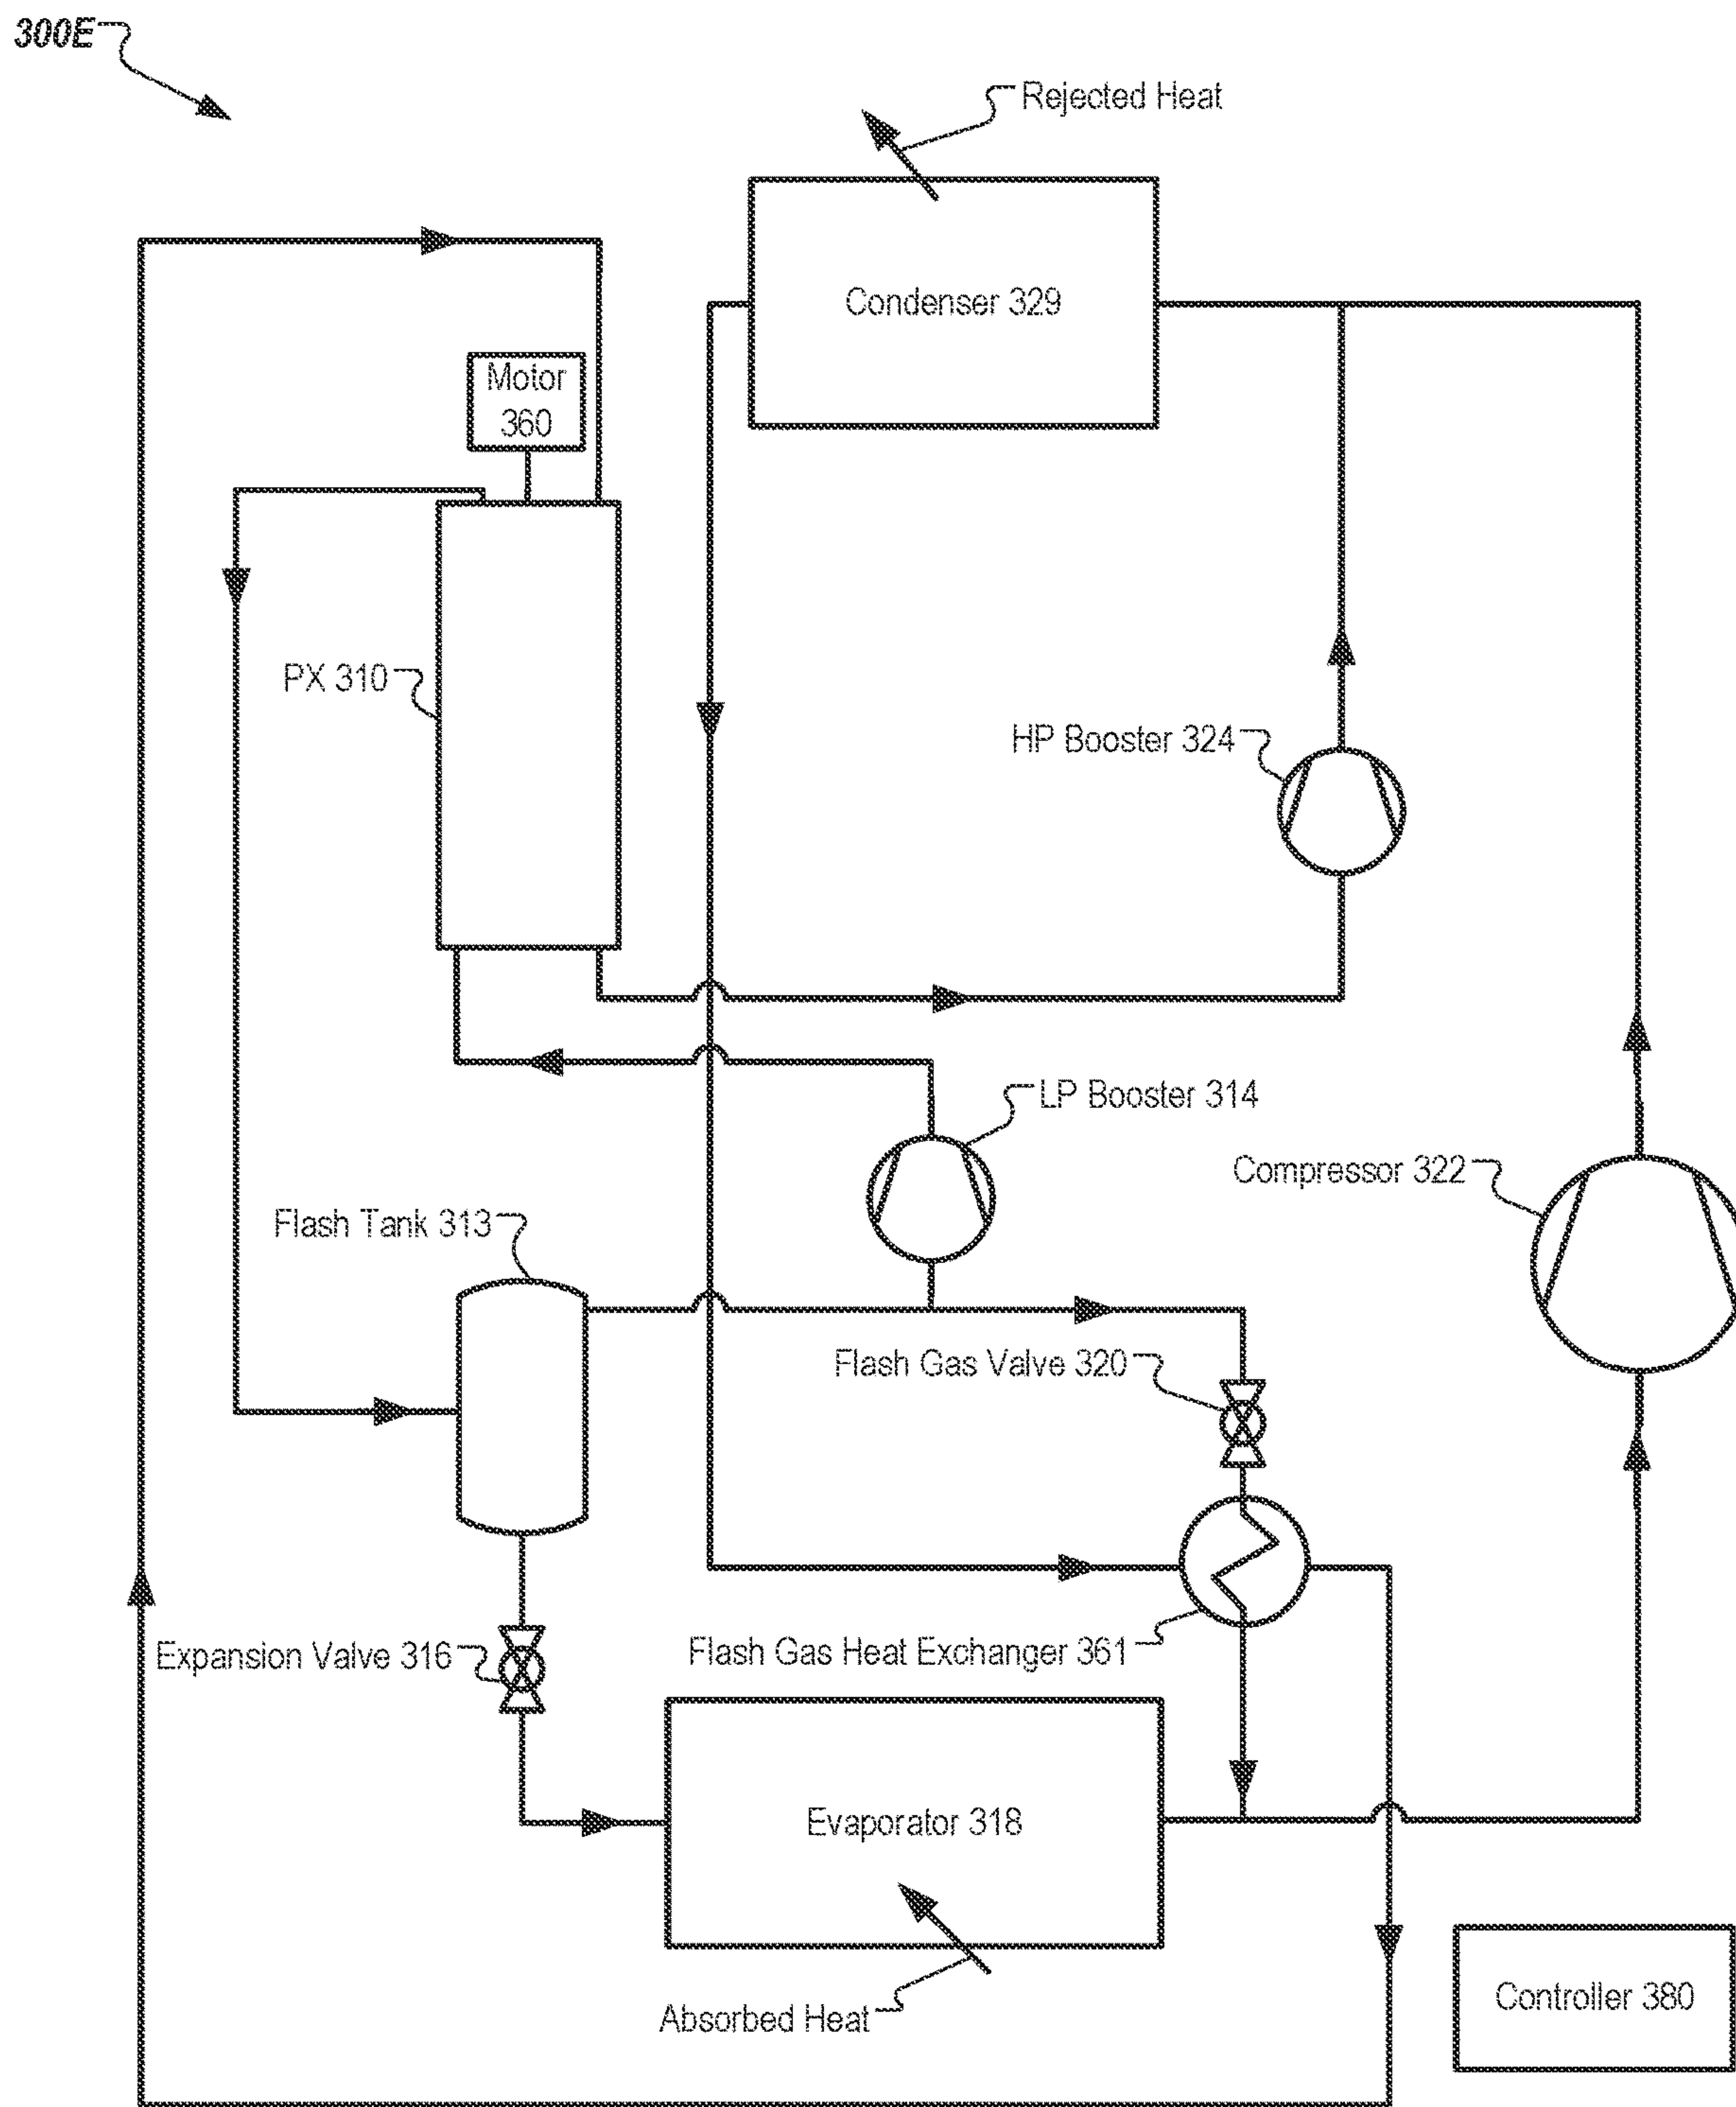 300E
Rejected Heat
Condenser 329
Motor
360
PX 310
HP Booster 324
LP Booster 314
Compressor 322
Flash Tank 313
Flash Gas Valve 320
Expansion Valve 316
Flash Gas Heat Exchanger 361
Evaporator 318
Absorbed Heat
Controller 380